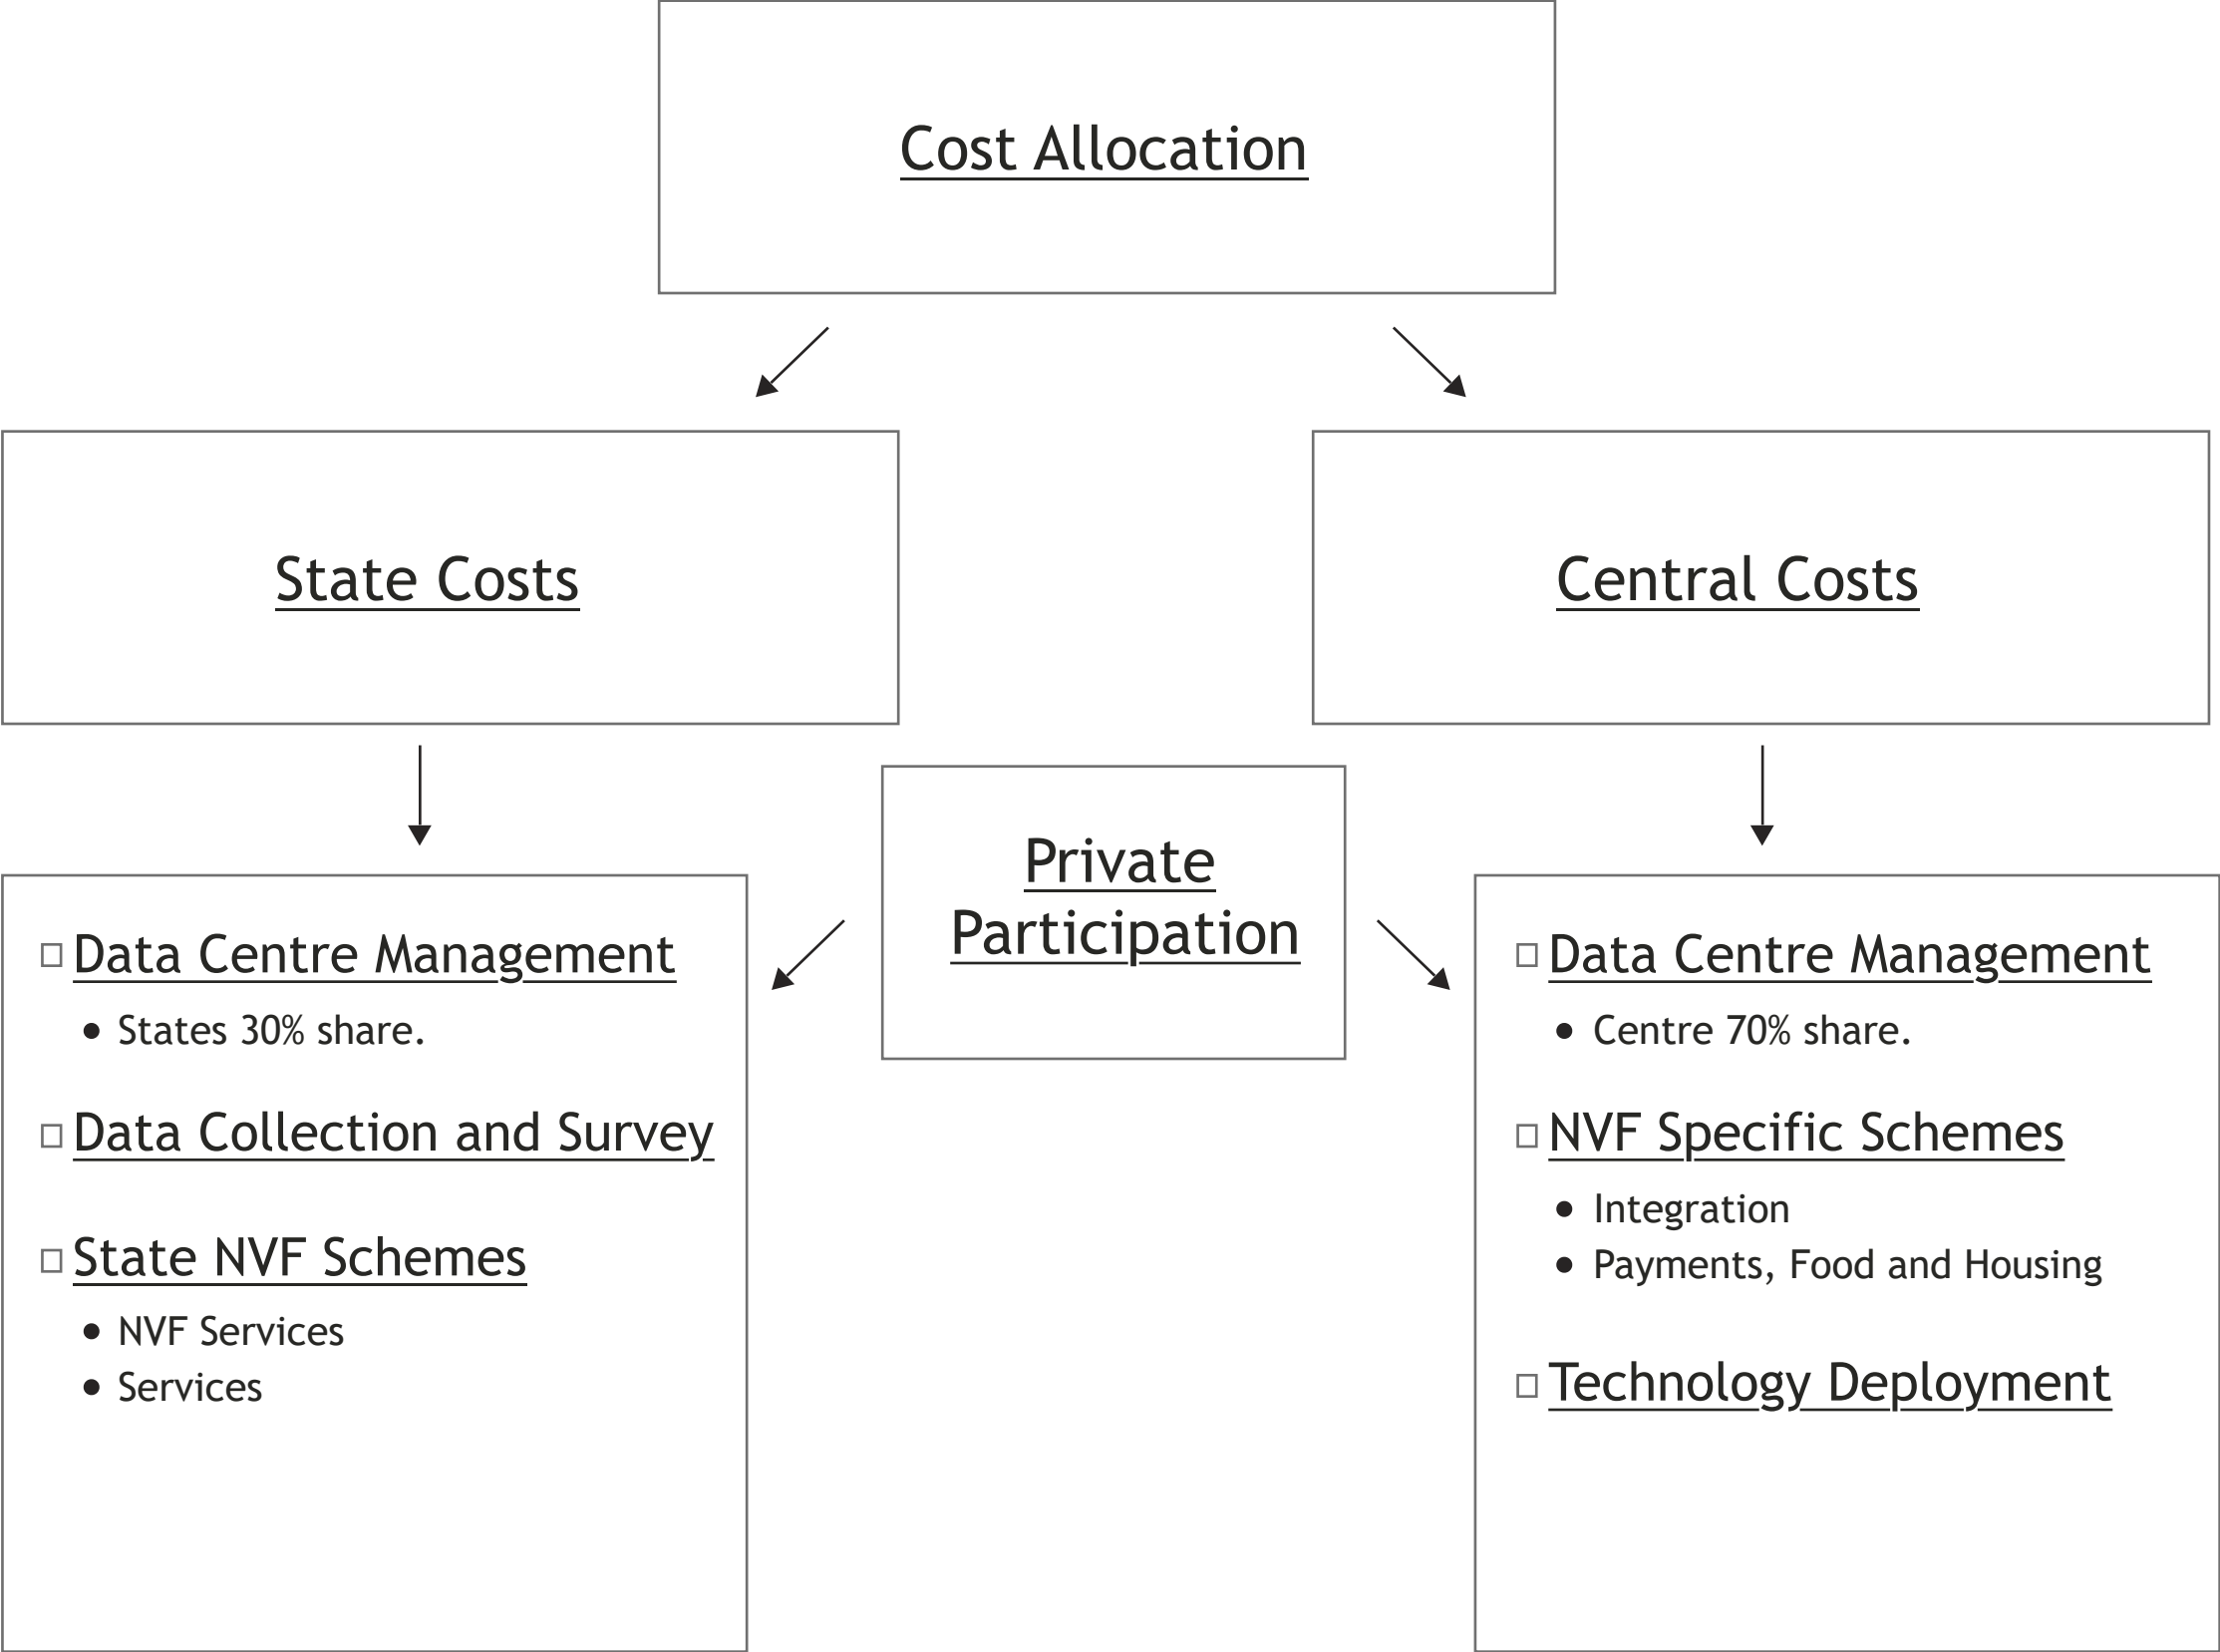 Cost Allocation
State Costs
Central Costs
Private
Participation
Data Centre Management
• States 30% share.
Data Collection and Survey
State NVF Schemes
• NVF Services
• Services
Data Centre Management
• Centre 70% share.
NVF Specific Schemes
• Integration
• Payments, Food and Housing
Technology Deployment